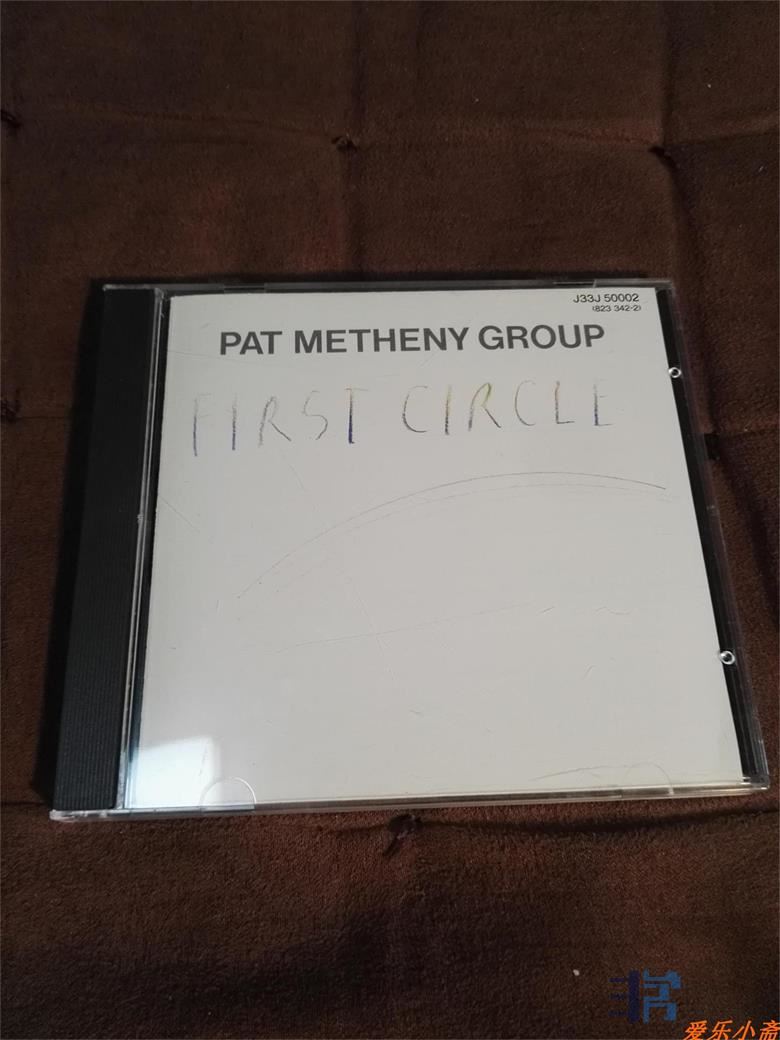 J33J 50002
(823 342-2)
PAT METHENY GROUP
FIRST CIRCLE
爱乐小斋